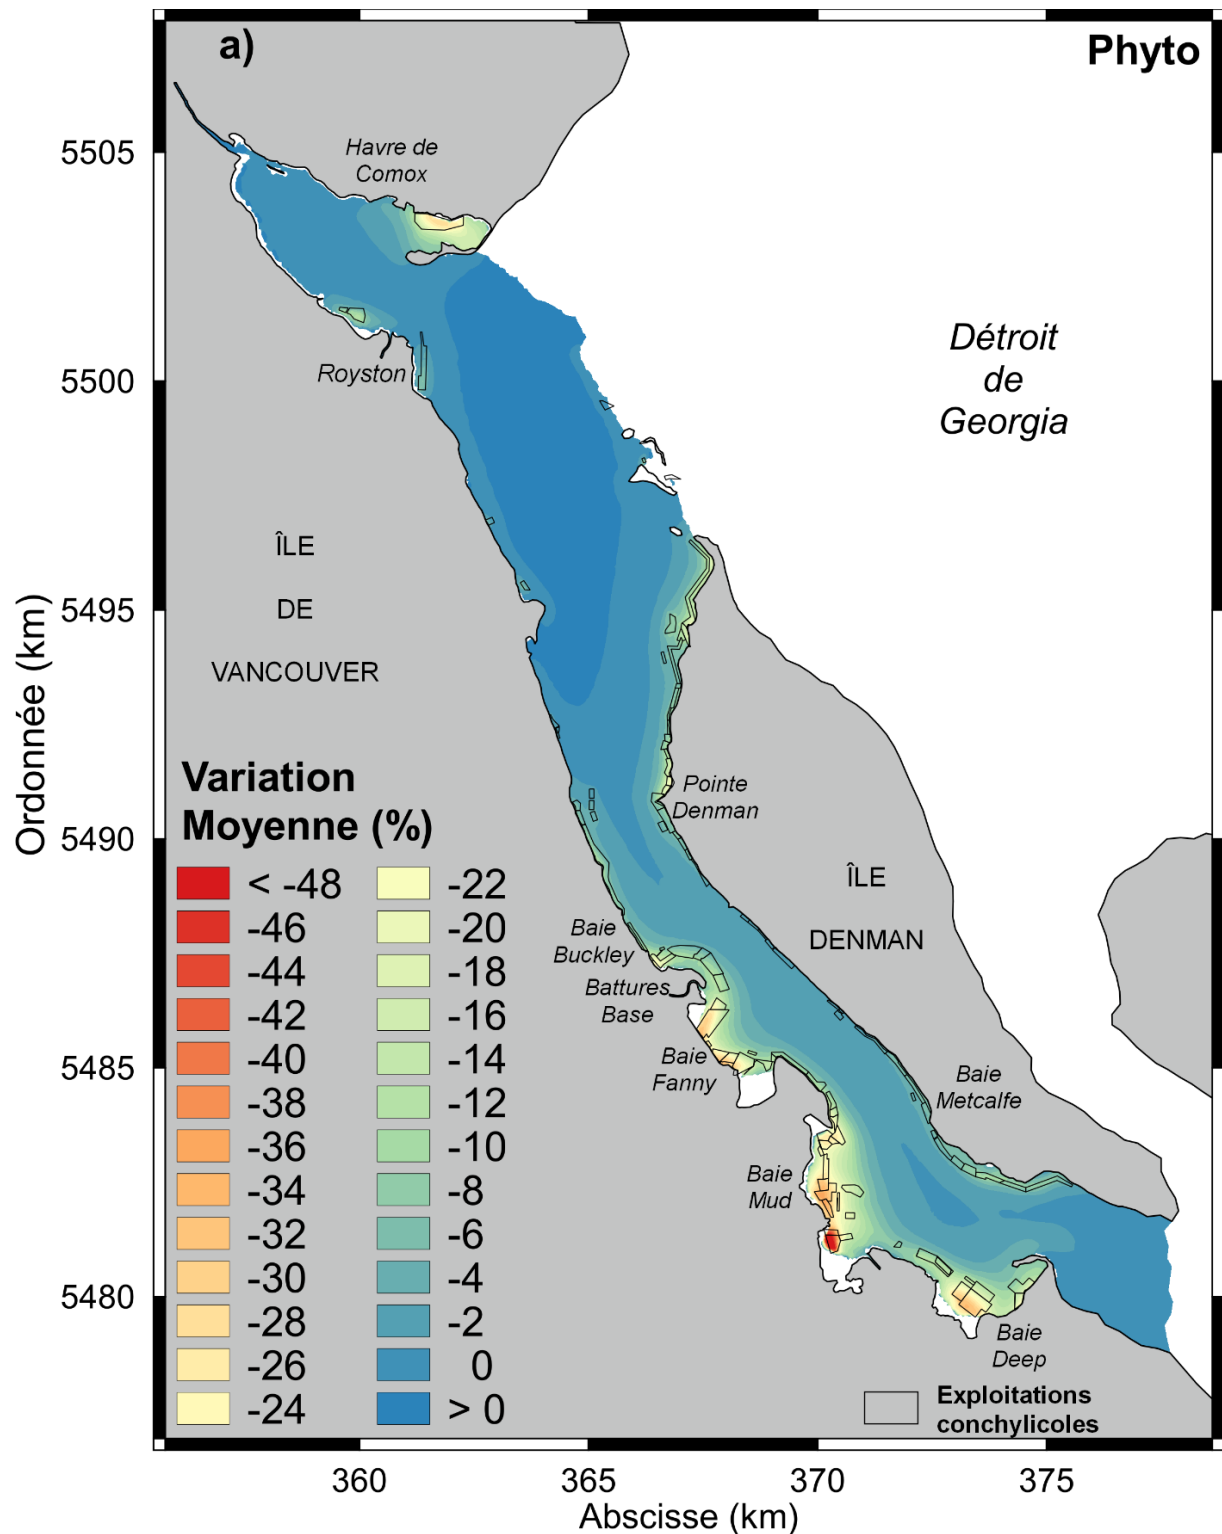 a)
Phyto
5505
5500
5495
5490
5485
5480
Ordonnée (km)
Havre de
Comox
Royston
Détroit
de
Georgia
ÎLE
DE
VANCOUVER
Pointe
Denman
ÎLE
DENMAN
Baie
Buckley
Battures
Base
Baie
Fanny
Baie
Metcalfe
Baie
Mud
Baie
Deep
Variation
Moyenne (%)
< -48
-46
-44
-42
-40
-38
-36
-34
-32
-30
-28
-26
-24
-22
-20
-18
-16
-14
-12
-10
-8
-6
-4
-2
0
> 0
Exploitations
conchylicoles
360
365
370
375
Abscisse (km)